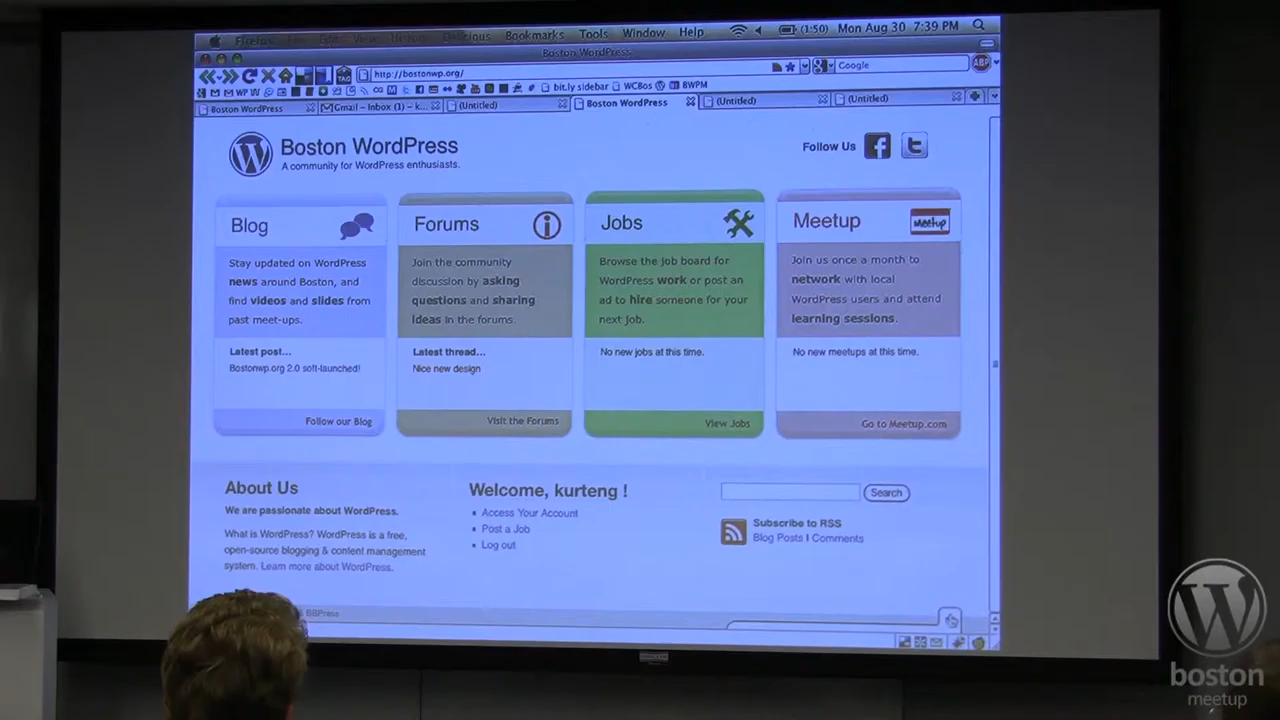 Firefox File Edit View History Delicious Bookmarks Tools Window Help (1:50) Mon Aug 30 7:39 PM
Boston WordPress
TAG http://bostonwp.org/ Google ABP
WP bit.ly sidebar WCBos BWPM
Boston WordPress Gmail – Inbox (1) – k... (Untitled) Boston WordPress (Untitled) (Untitled)
Boston WordPress
A community for WordPress enthusiasts.
Follow Us
Blog
Stay updated on WordPress
news around Boston, and
find videos and slides from
past meet-ups.
Latest post...
Bostonwp.org 2.0 soft-launched!
Follow our Blog
Forums
Join the community
discussion by asking
questions and sharing
ideas in the forums.
Latest thread...
Nice new design
Visit the Forums
Jobs
Browse the job board for
WordPress work or post an
ad to hire someone for your
next job.
No new jobs at this time.
View Jobs
Meetup
Meetup
Join us once a month to
network with local
WordPress users and attend
learning sessions.
No new meetups at this time.
Go to Meetup.com
About Us
We are passionate about WordPress.
What is WordPress? WordPress is a free,
open-source blogging & content management
system. Learn more about WordPress.
Welcome, kurteng !
Access Your Account
Post a Job
Log out
Search
Subscribe to RSS
Blog Posts | Comments
& BBPress
boston
meetup